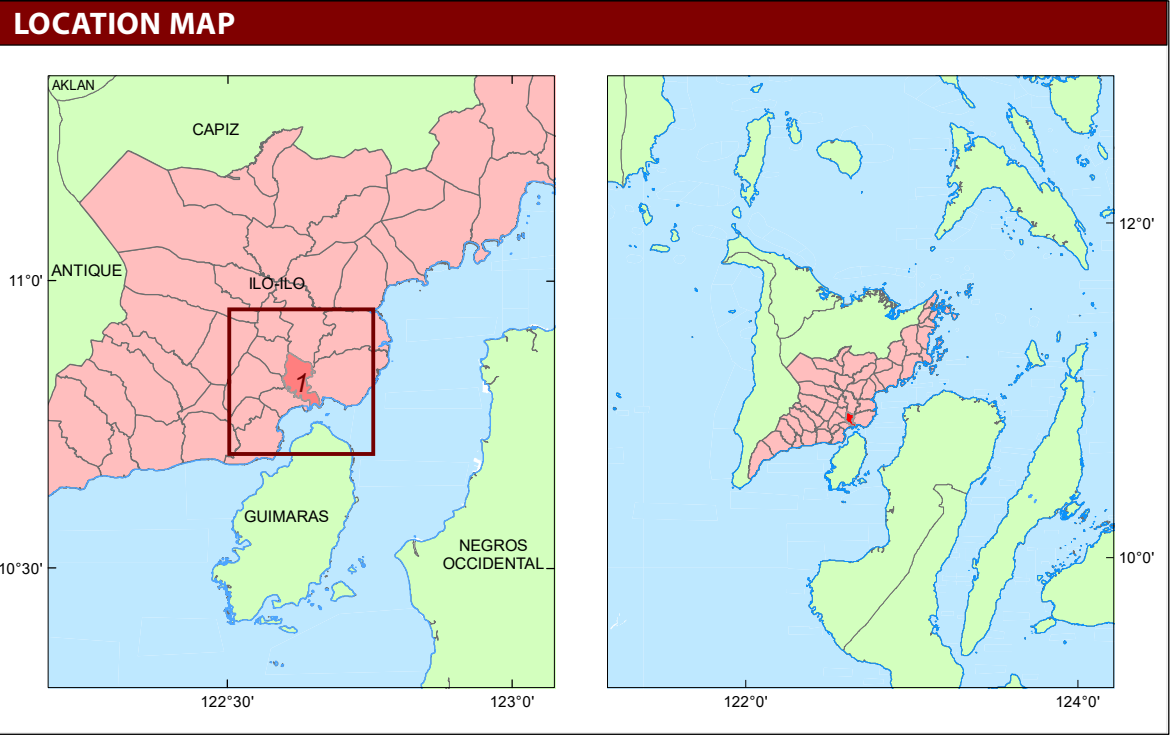 LOCATION MAP
AKLAN
CAPIZ
ANTIQUE
11°0'
ILO-ILO
1
GUIMARAS
NEGROS
OCCIDENTAL
10°30'
122°30'
123°0'
12°0'
10°0'
122°0'
124°0'